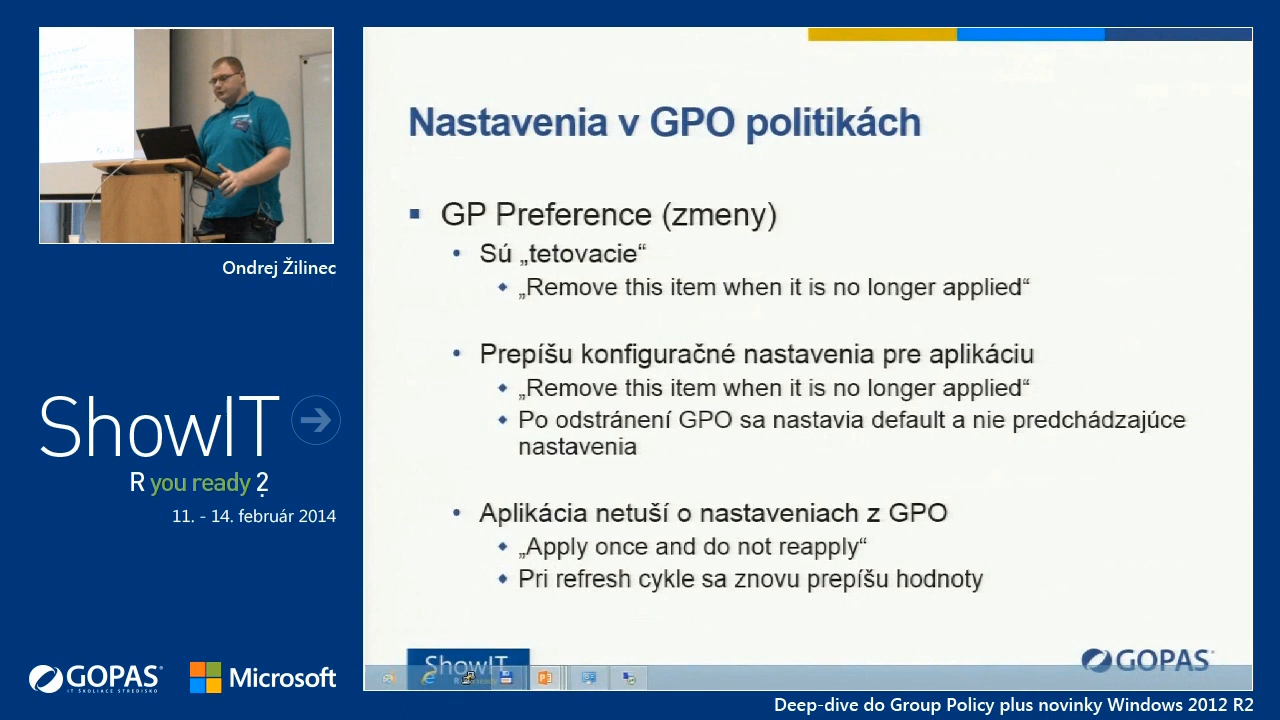 Ondrej Žilinec
ShowIT
R you ready ?
11. - 14. február 2014
GOPAS
IT ŠKOLIACE STREDISKO
Microsoft
Nastavenia v GPO politikách
GP Preference (zmeny)
Sú „tetovacie“
„Remove this item when it is no longer applied“
Prepíšu konfiguračné nastavenia pre aplikáciu
„Remove this item when it is no longer applied“
Po odstránení GPO sa nastavia default a nie predchádzajúce
nastavenia
Aplikácia netuší o nastaveniach z GPO
„Apply once and do not reapply“
Pri refresh cykle sa znovu prepíšu hodnoty
ShowIT
GOPAS
Deep-dive do Group Policy plus novinky Windows 2012 R2